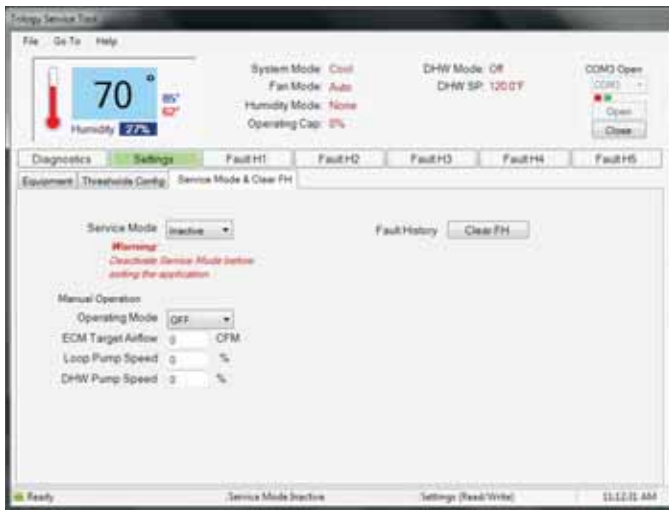 Trilogy Service Tool
File Go To Help
70°
85°
62°
Humidity 27%
System Mode: Cool
Fan Mode: Auto
Humidity Mode: None
Operating Cap: 0%
DHW Mode: Off
DHW SP: 120.0°F
COM3 Open
COM3
Open
Close
Diagnostics Settings Fault H1 Fault H2 Fault H3 Fault H4 Fault H5
Equipment Thresholds Config Service Mode & Clear FH
Service Mode Inactive
Warning:
Deactivate Service Mode before
exiting the application
Fault History Clear FH
Manual Operation
Operating Mode OFF
ECM Target Airflow 0 CFM
Loop Pump Speed 0 %
DHW Pump Speed 0 %
Ready Service Mode Inactive Settings (Read/Write) 11:12:31 AM